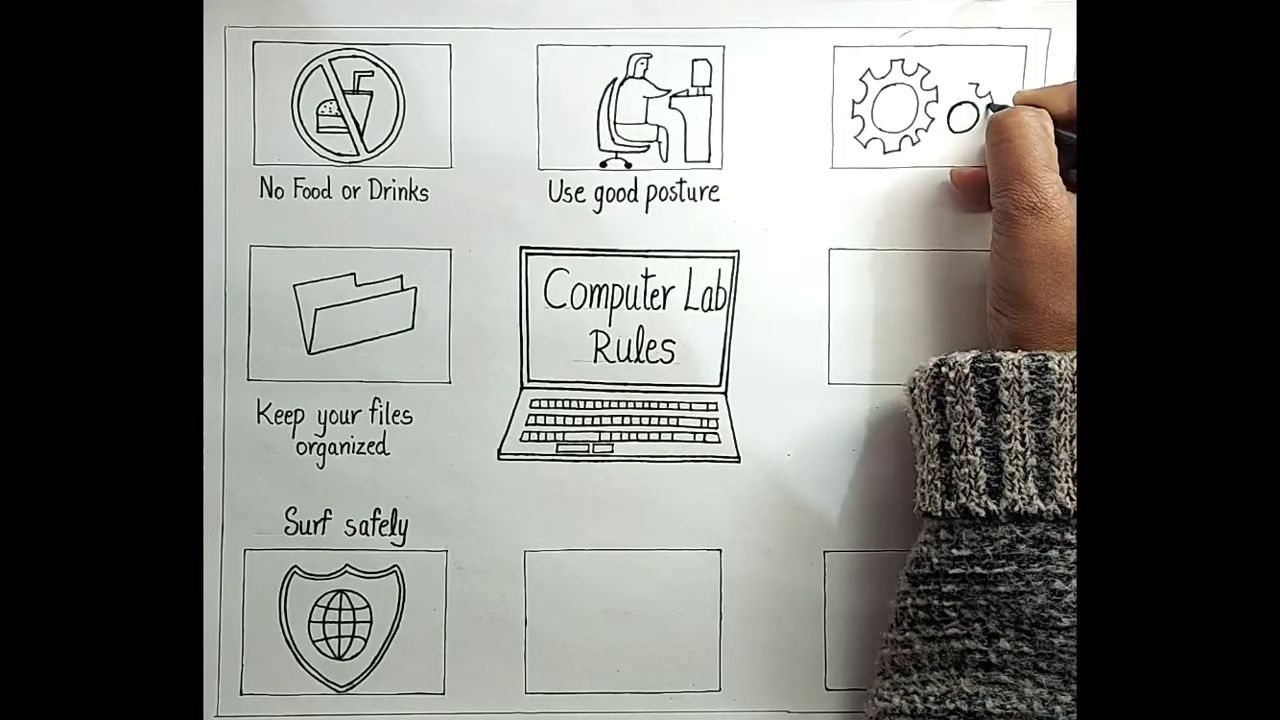 No Food or Drinks
Use good posture
Computer Lab
Rules
Keep your files
organized
Surf safely